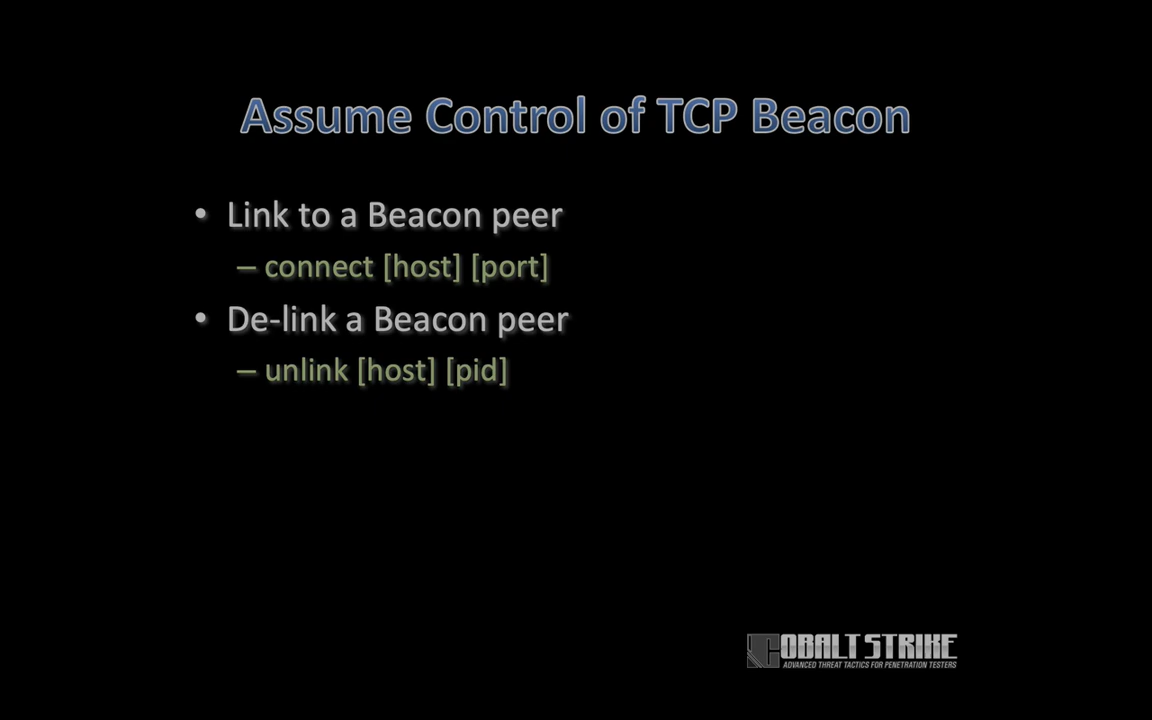 Assume Control of TCP Beacon
• Link to a Beacon peer
– connect [host] [port]
• De-link a Beacon peer
– unlink [host] [pid]
COBALT STRIKE
ADVANCED THREAT TACTICS FOR PENETRATION TESTERS